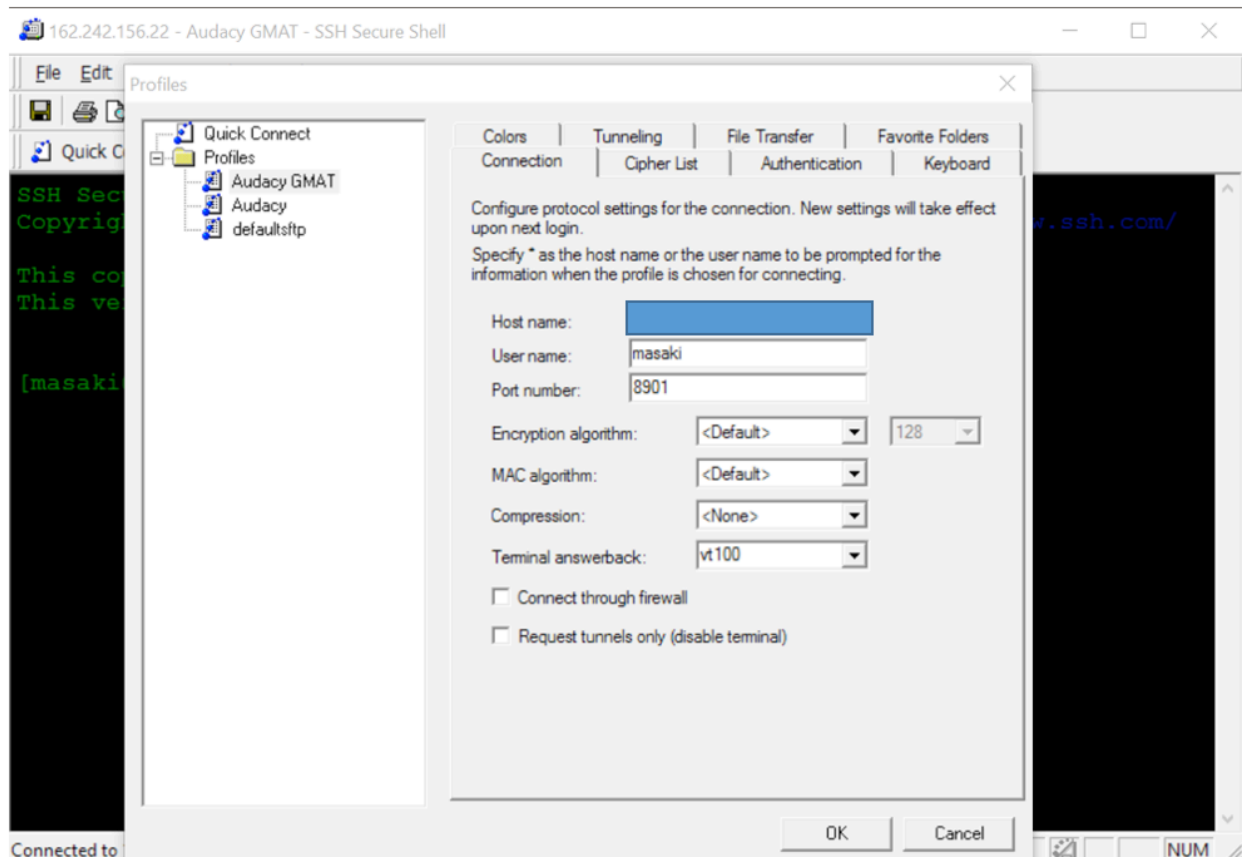 162.242.156.22 - Audacy GMAT - SSH Secure Shell
File Edit
Profiles
Quick C
Quick Connect
Profiles
Audacy GMAT
Audacy
defaultsftp
Colors Tunneling File Transfer Favorite Folders
Connection Cipher List Authentication Keyboard
SSH Sec
Copyrig w.ssh.com/
This co
This ve
[masaki
Configure protocol settings for the connection. New settings will take effect
upon next login.
Specify * as the host name or the user name to be prompted for the
information when the profile is chosen for connecting.
Host name:
User name: masaki
Port number: 8901
Encryption algorithm: <Default> 128
MAC algorithm: <Default>
Compression: <None>
Terminal answerback: vt100
Connect through firewall
Request tunnels only (disable terminal)
OK Cancel
Connected to NUM